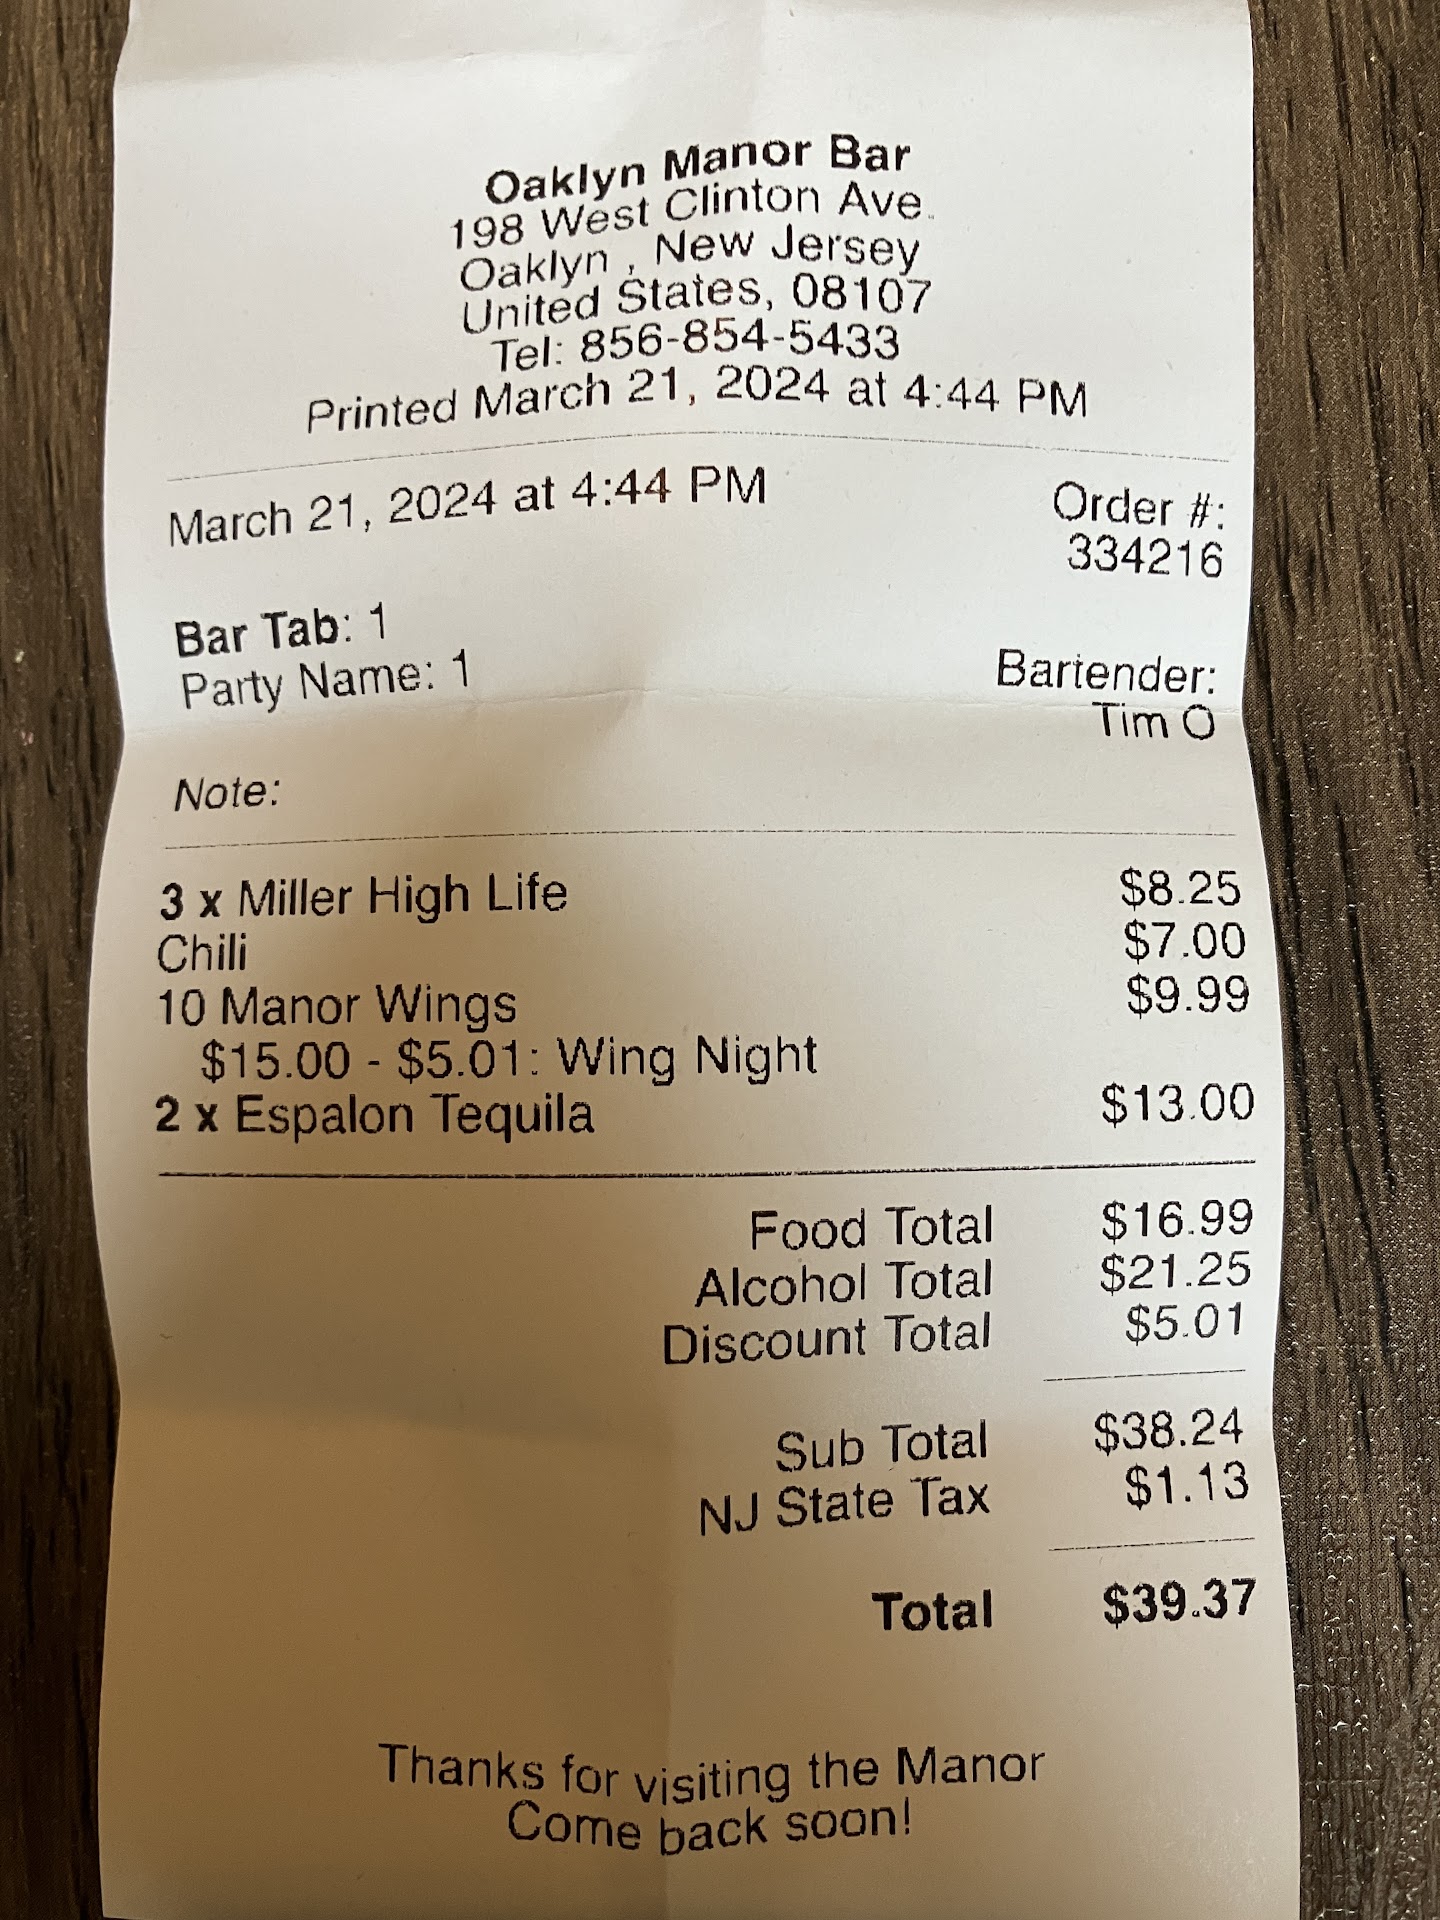 Oaklyn Manor Bar
198 West Clinton Ave.
Oaklyn , New Jersey
United States, 08107
Tel: 856-854-5433
Printed March 21, 2024 at 4:44 PM
March 21, 2024 at 4:44 PM
Order #:
334216
Bar Tab: 1
Party Name: 1
Bartender:
Tim O
Note:
3 x Miller High Life $8.25
Chili $7.00
10 Manor Wings $9.99
$15.00 - $5.01: Wing Night
2 x Espalon Tequila $13.00
Food Total $16.99
Alcohol Total $21.25
Discount Total $5.01
Sub Total $38.24
NJ State Tax $1.13
Total $39.37
Thanks for visiting the Manor
Come back soon!